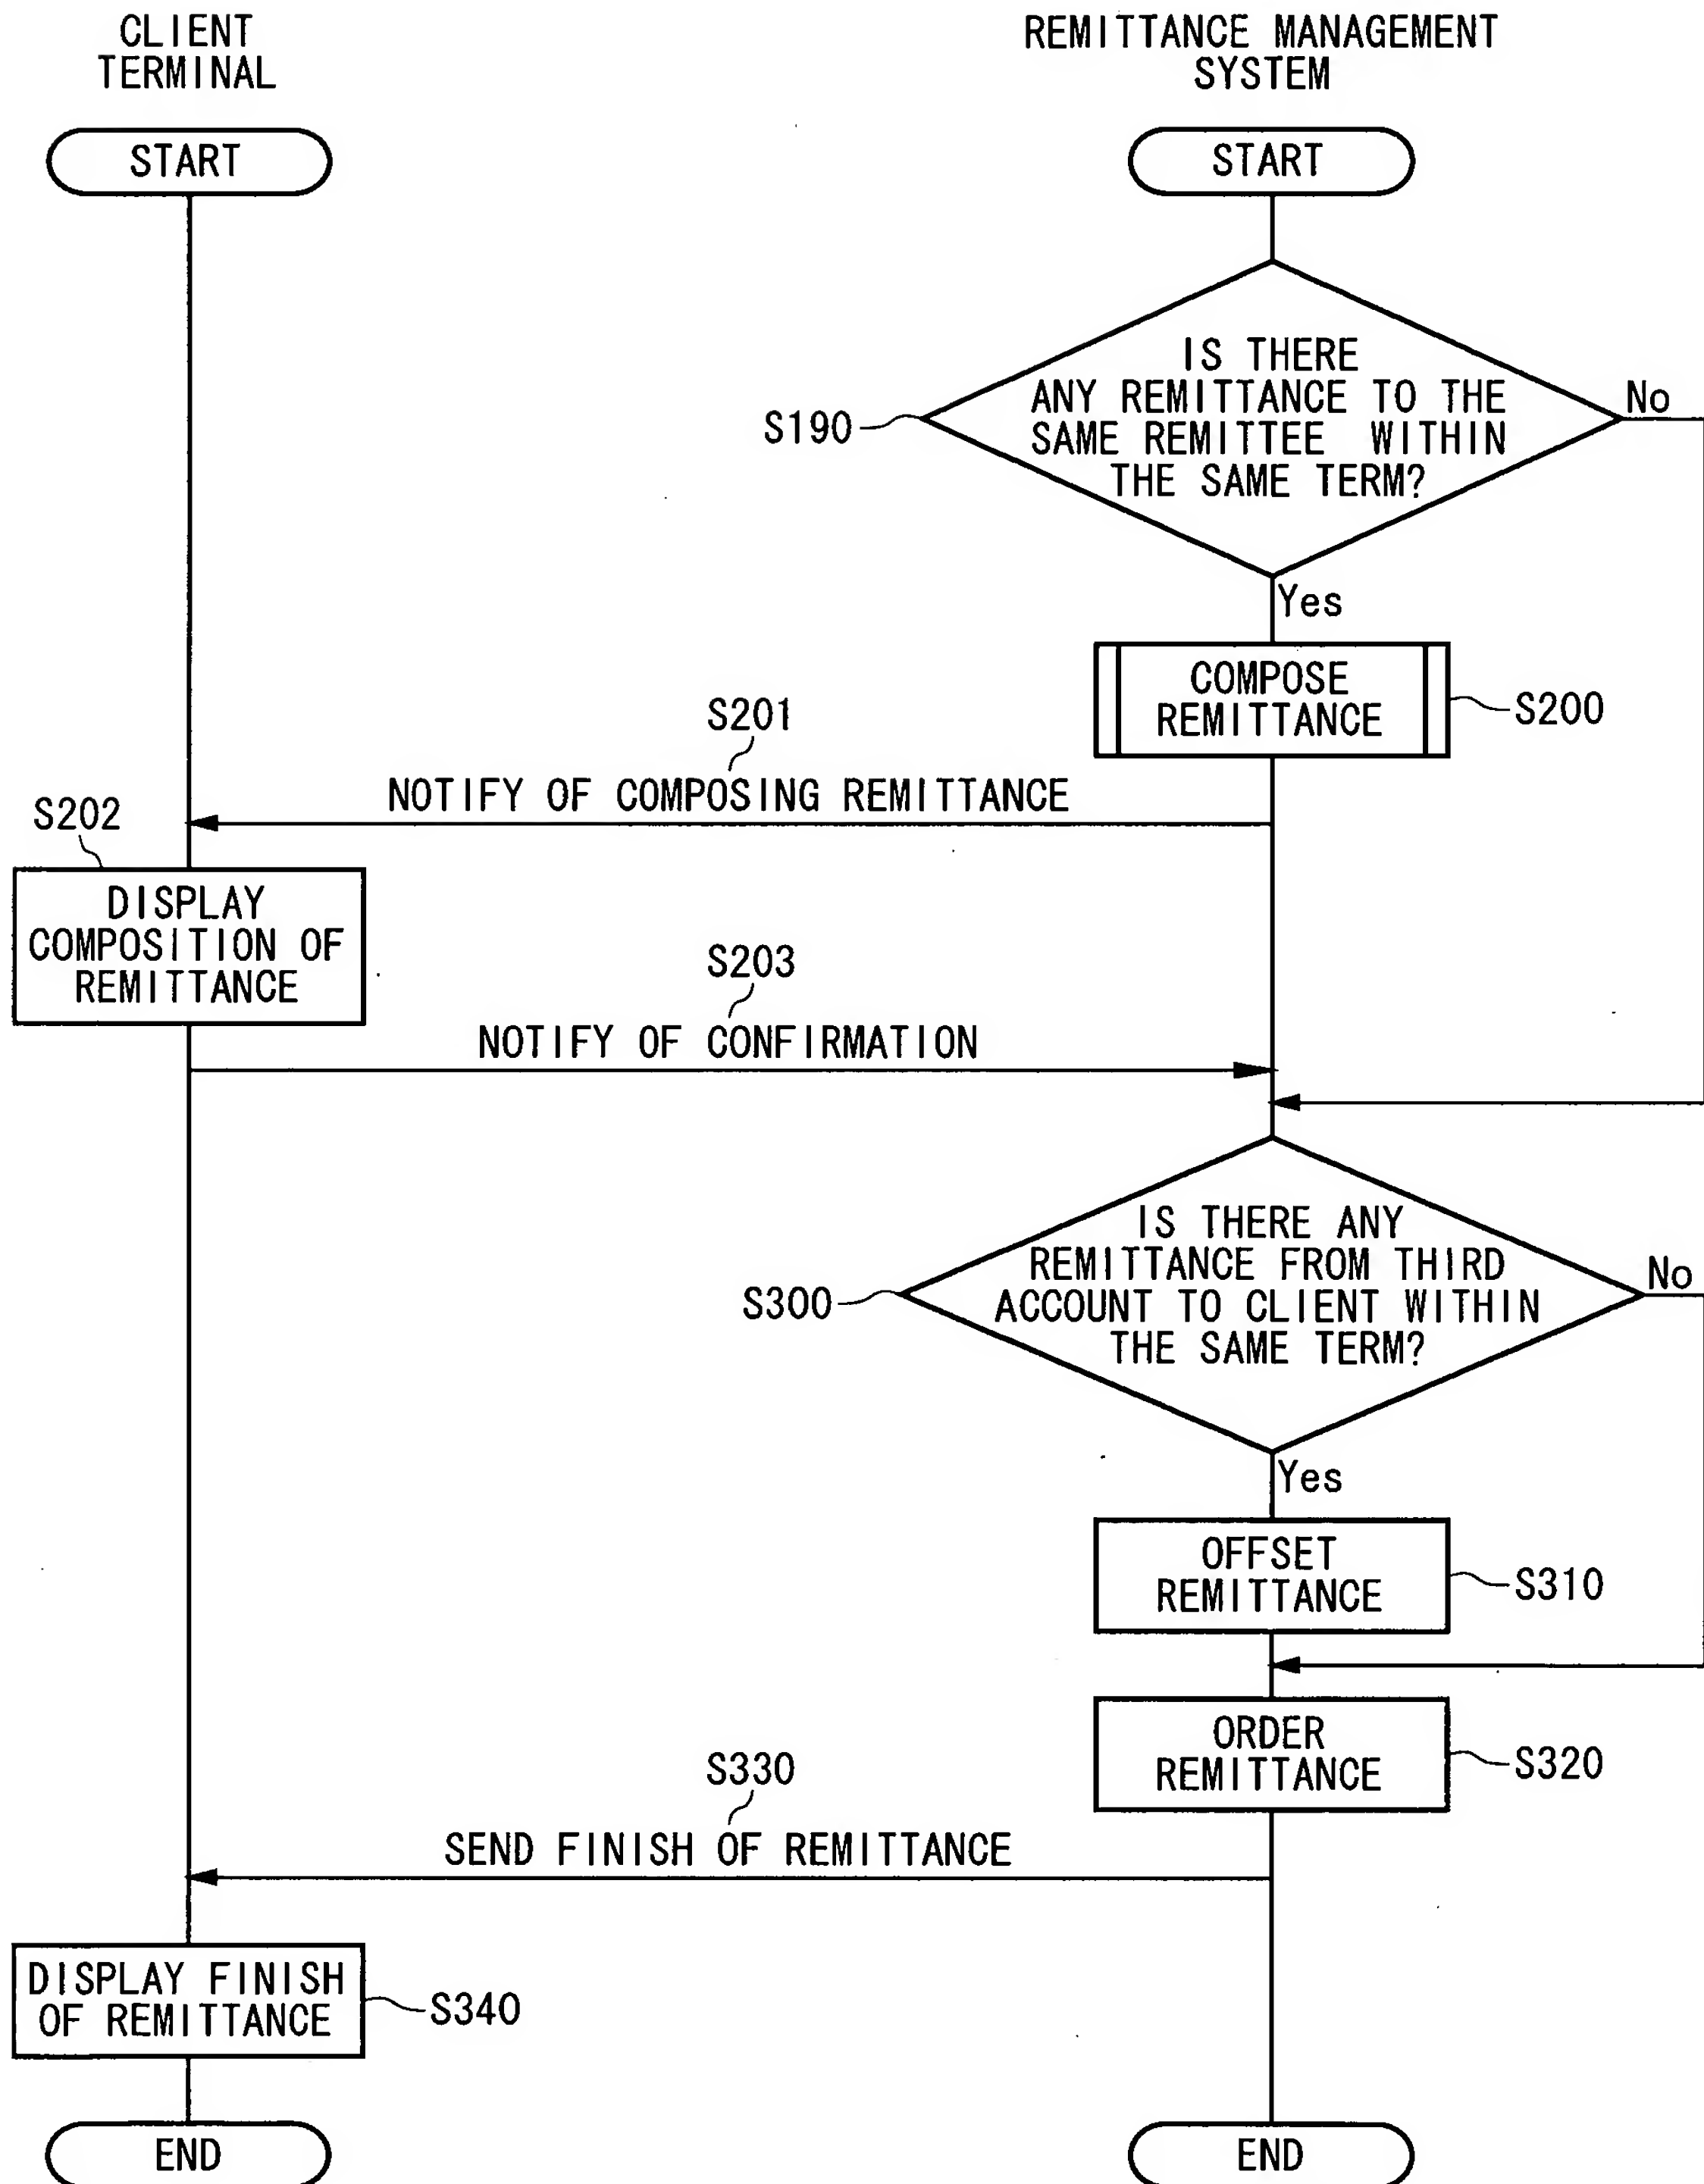 CLIENT
TERMINAL
REMITTANCE MANAGEMENT
SYSTEM
START
START
IS THERE
ANY REMITTANCE TO THE
SAME REMITTEE WITHIN
THE SAME TERM?
No
S190
Yes
COMPOSE
REMITTANCE
S200
S201
NOTIFY OF COMPOSING REMITTANCE
S202
DISPLAY
COMPOSITION OF
REMITTANCE
S203
NOTIFY OF CONFIRMATION
IS THERE ANY
REMITTANCE FROM THIRD
ACCOUNT TO CLIENT WITHIN
THE SAME TERM?
No
S300
Yes
OFFSET
REMITTANCE
S310
ORDER
REMITTANCE
S320
S330
SEND FINISH OF REMITTANCE
DISPLAY FINISH
OF REMITTANCE
S340
END
END